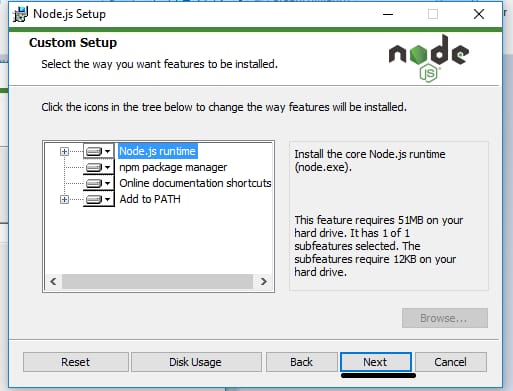 Node.js Setup
Custom Setup
Select the way you want features to be installed.
node
JS
Click the icons in the tree below to change the way features will be installed.
Node.js runtime
npm package manager
Online documentation shortcuts
Add to PATH
Install the core Node.js runtime
(node.exe).
This feature requires 51MB on your
hard drive. It has 1 of 1
subfeatures selected. The
subfeatures require 12KB on your
hard drive.
Browse...
Reset
Disk Usage
Back
Next
Cancel